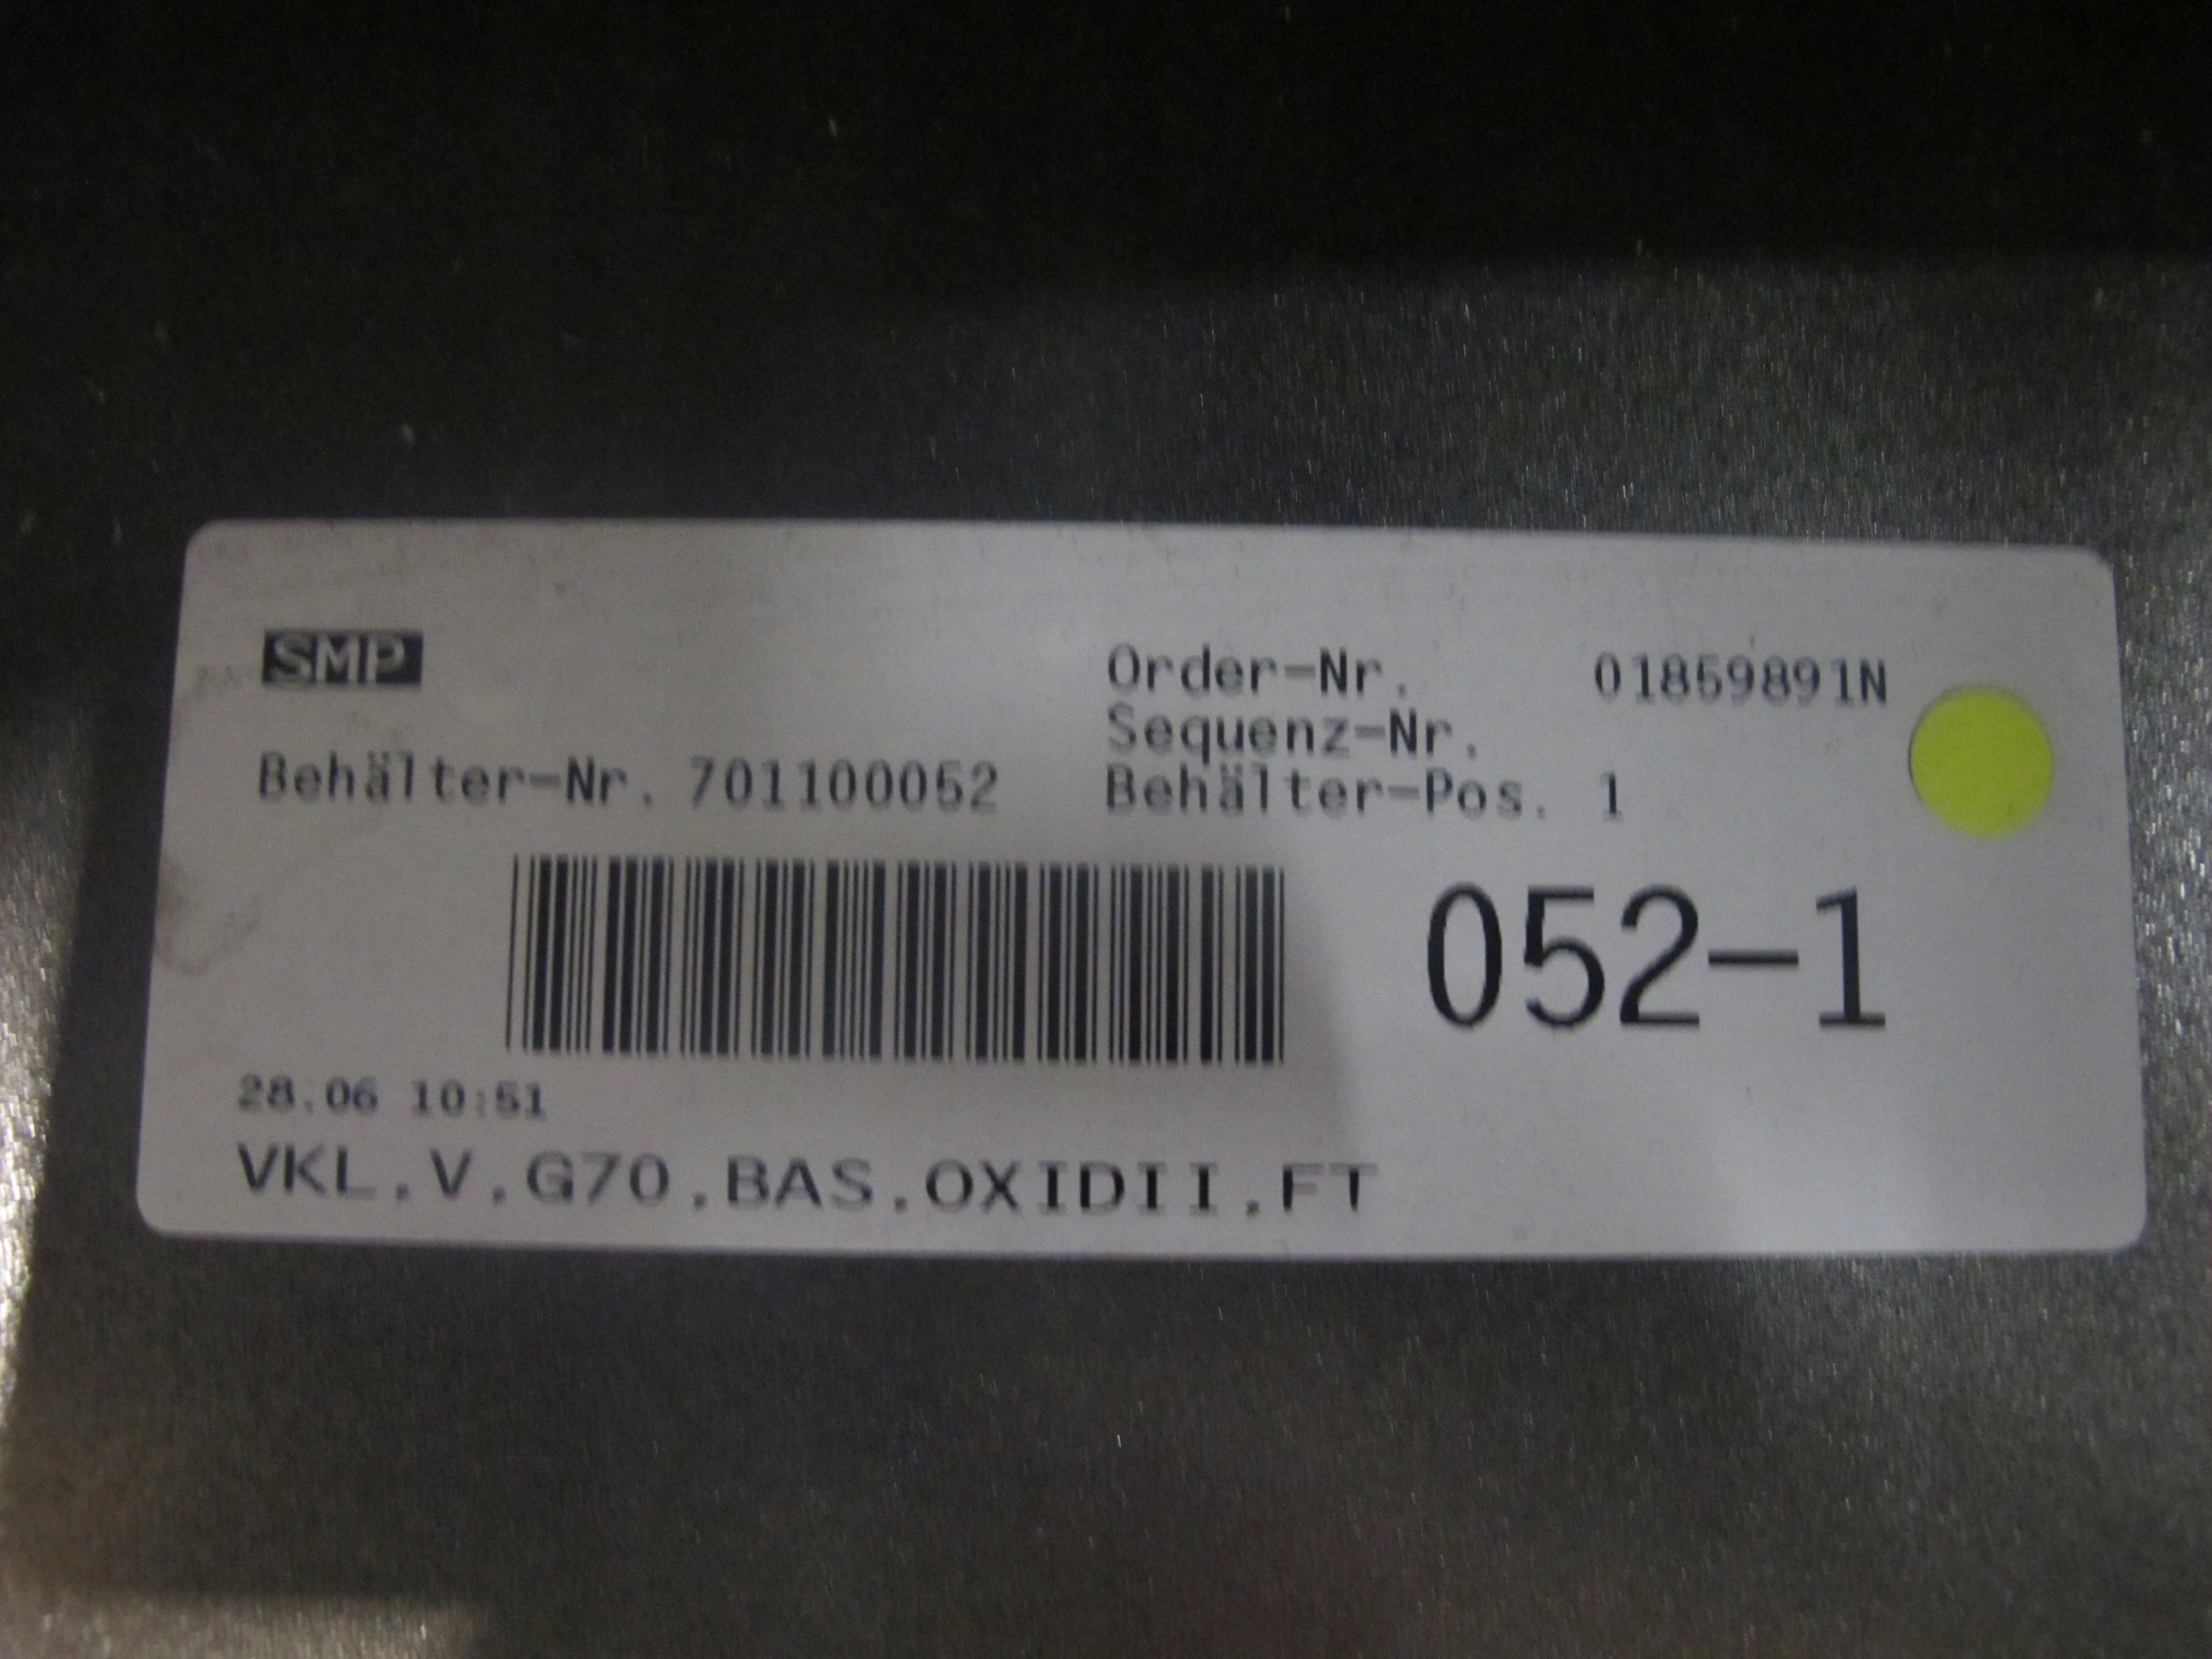 SMP
Order-Nr. 01859891N
Sequenz-Nr.
Behälter-Nr. 701100052 Behälter-Pos. 1
052-1
28.06 10:51
VKL.V.G70.BAS.OXIDII.FT